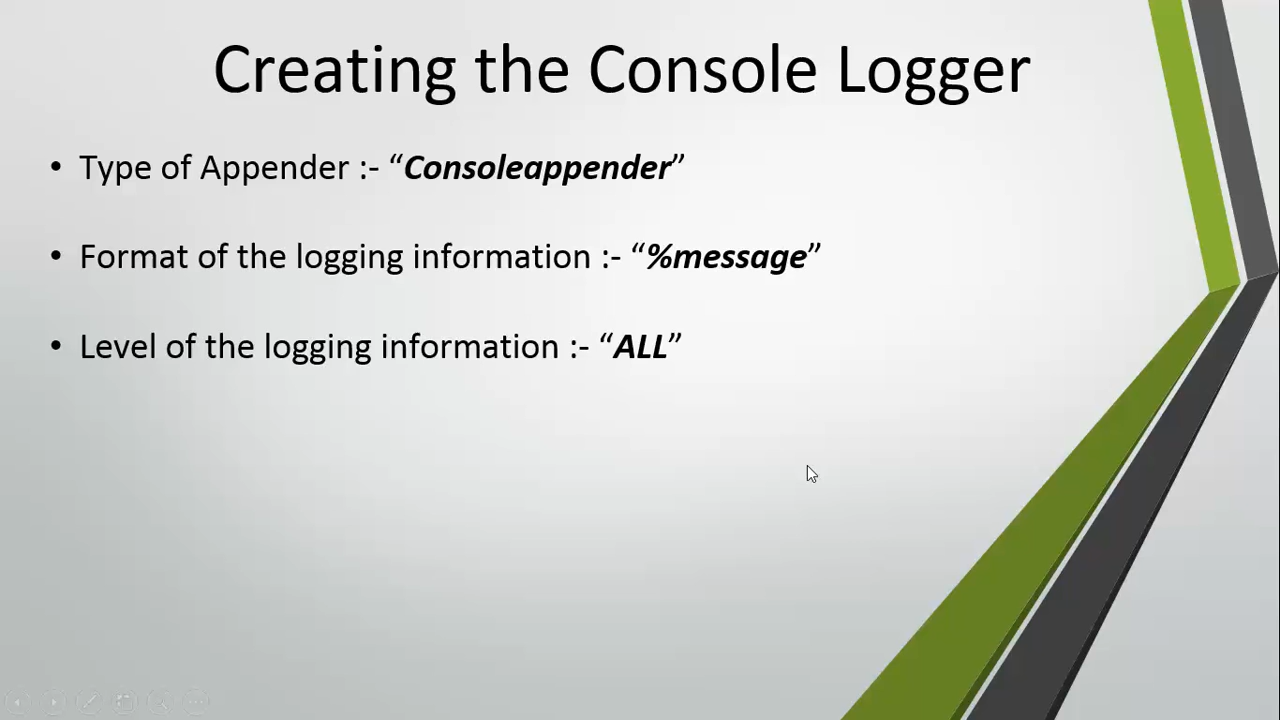 Creating the Console Logger
• Type of Appender :- “Consoleappender”
• Format of the logging information :- “%message”
• Level of the logging information :- “ALL”